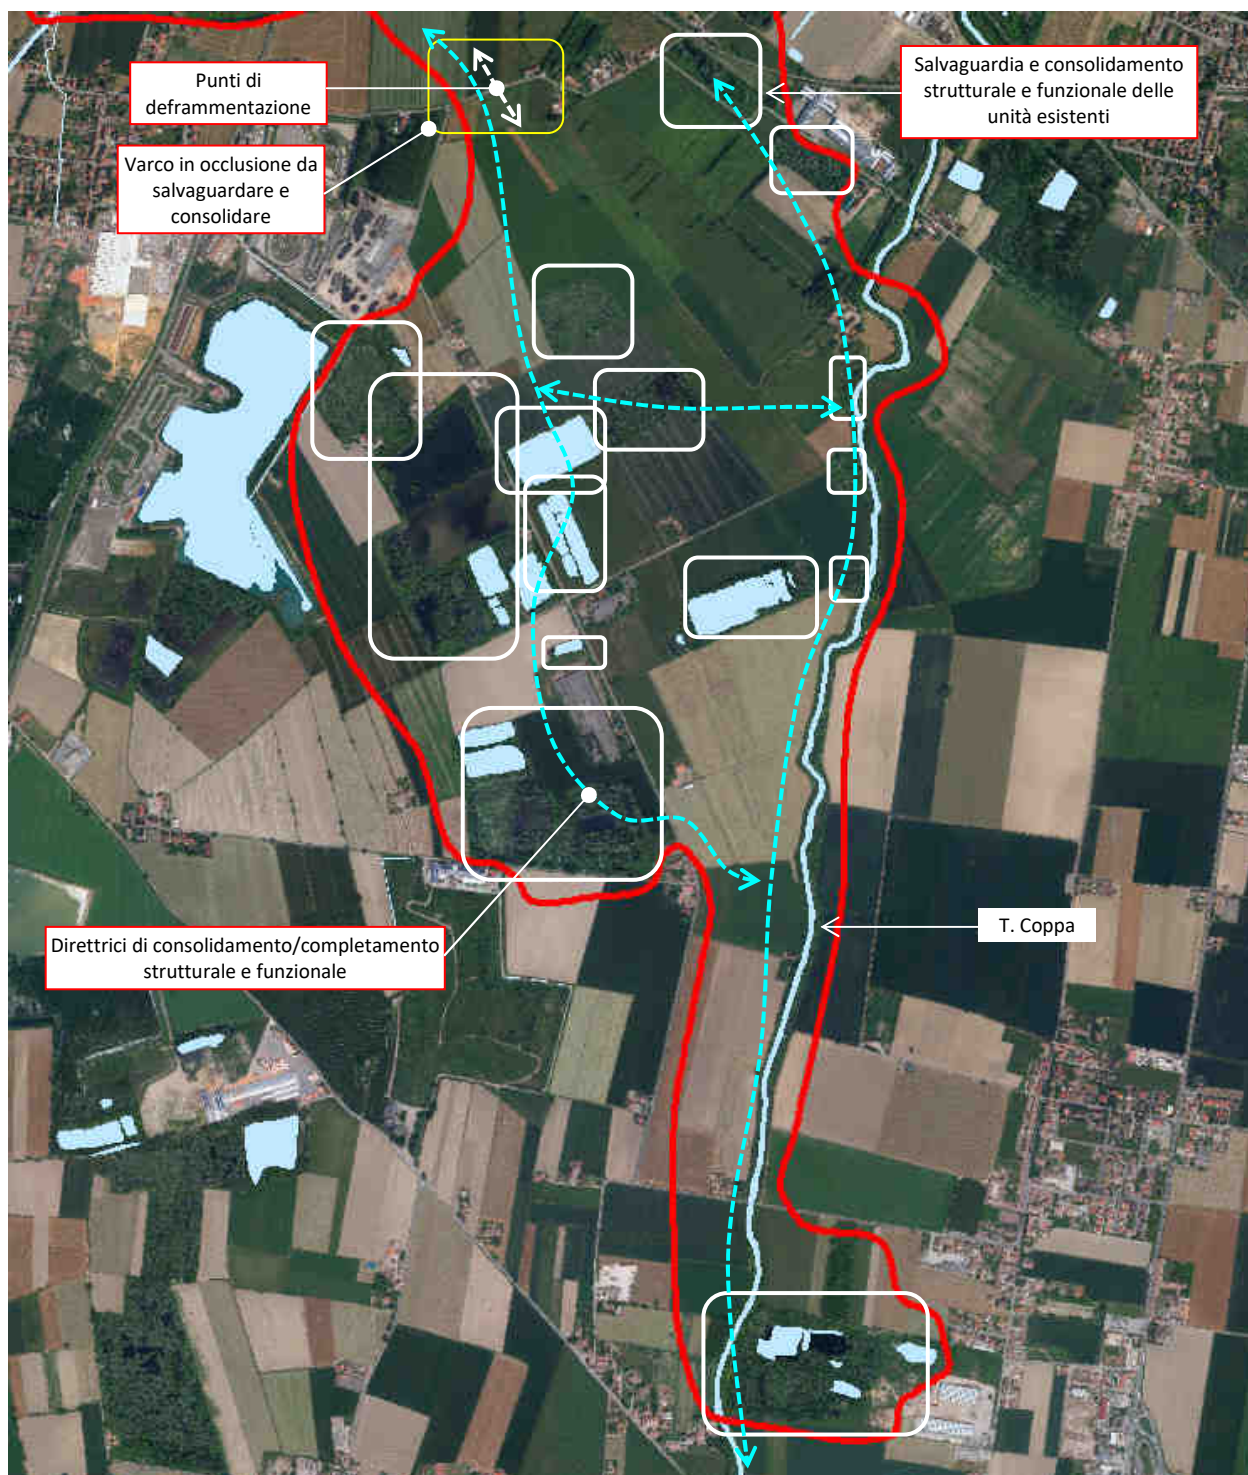 Punti di
deframmentazione
Varco in occlusione da
salvaguardare e
consolidare
Salvaguardia e consolidamento
strutturale e funzionale delle
unità esistenti
Direttrici di consolidamento/completamento
strutturale e funzionale
T. Coppa